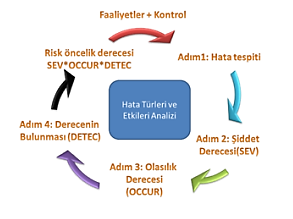 Faaliyetler + Kontrol
Risk öncelik derecesi
SEV*OCCUR*DETEC
Adım1: Hata tespiti
Hata Türleri ve
Etkileri Analizi
Adım 4: Derecenin
Bulunması (DETEC)
Adım 2: Şiddet
Derecesi(SEV)
Adım 3: Olasılık
Derecesi
(OCCUR)